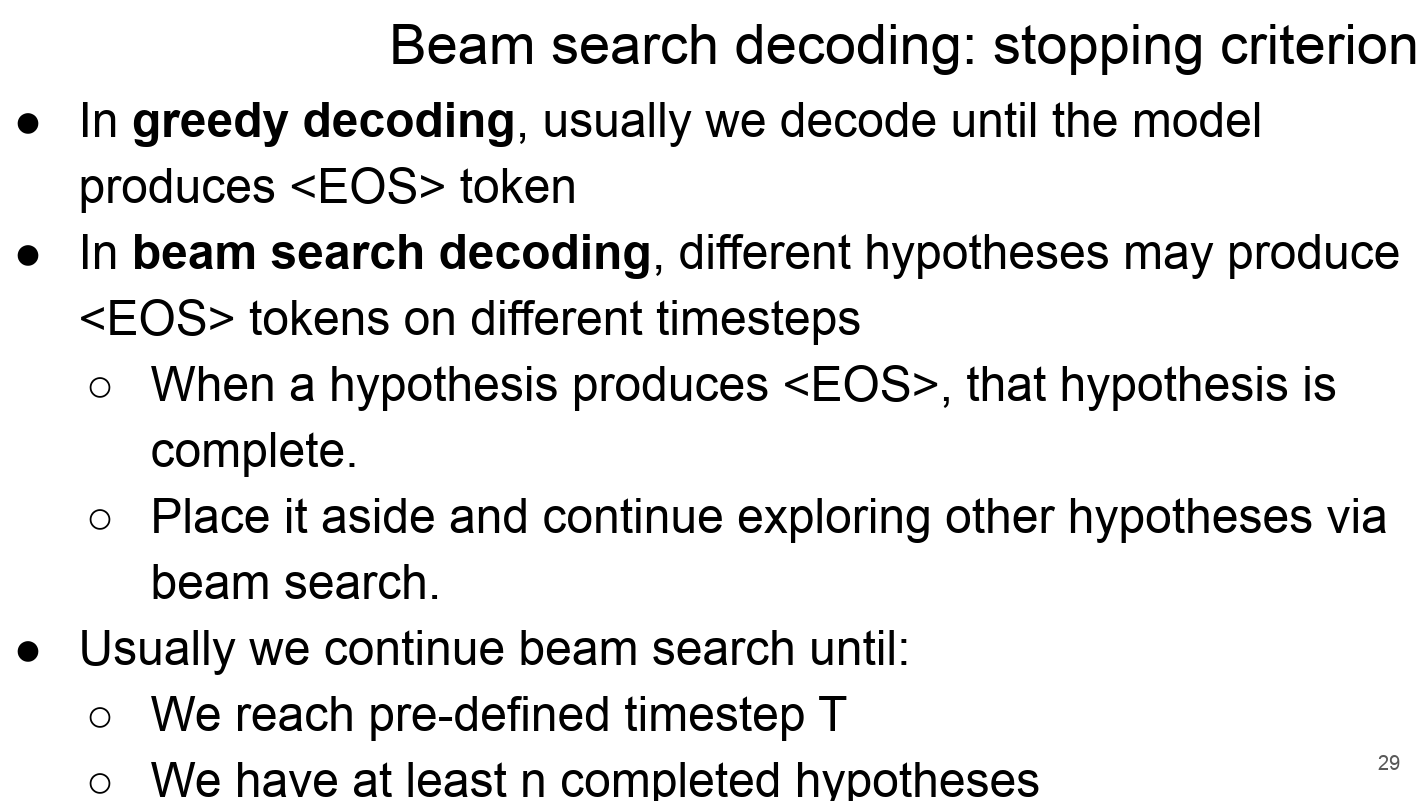 Beam search decoding: stopping criterion
● In greedy decoding, usually we decode until the model
produces <EOS> token
● In beam search decoding, different hypotheses may produce
<EOS> tokens on different timesteps
○ When a hypothesis produces <EOS>, that hypothesis is
complete.
○ Place it aside and continue exploring other hypotheses via
beam search.
● Usually we continue beam search until:
○ We reach pre-defined timestep T
○ We have at least n completed hypotheses
29